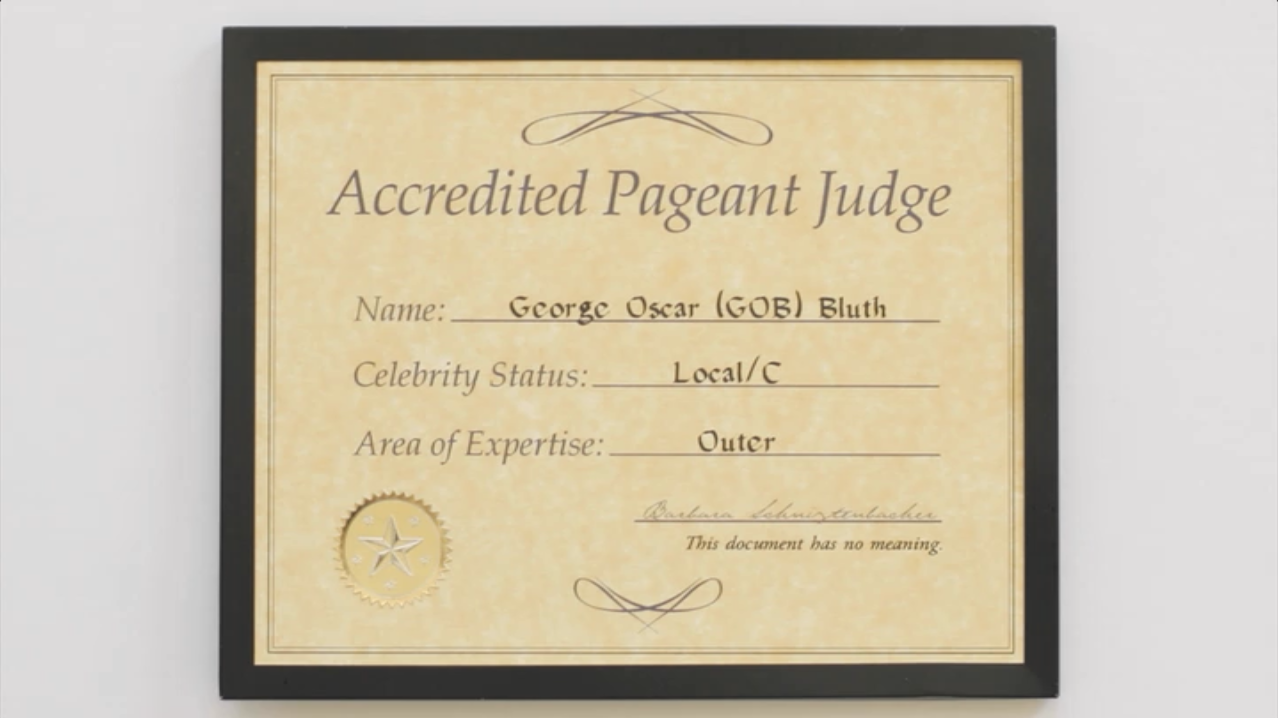 Accredited Pageant Judge
Name: George Oscar (GOB) Bluth
Celebrity Status: Local/C
Area of Expertise: Outer
Barbara
This document has no meaning.